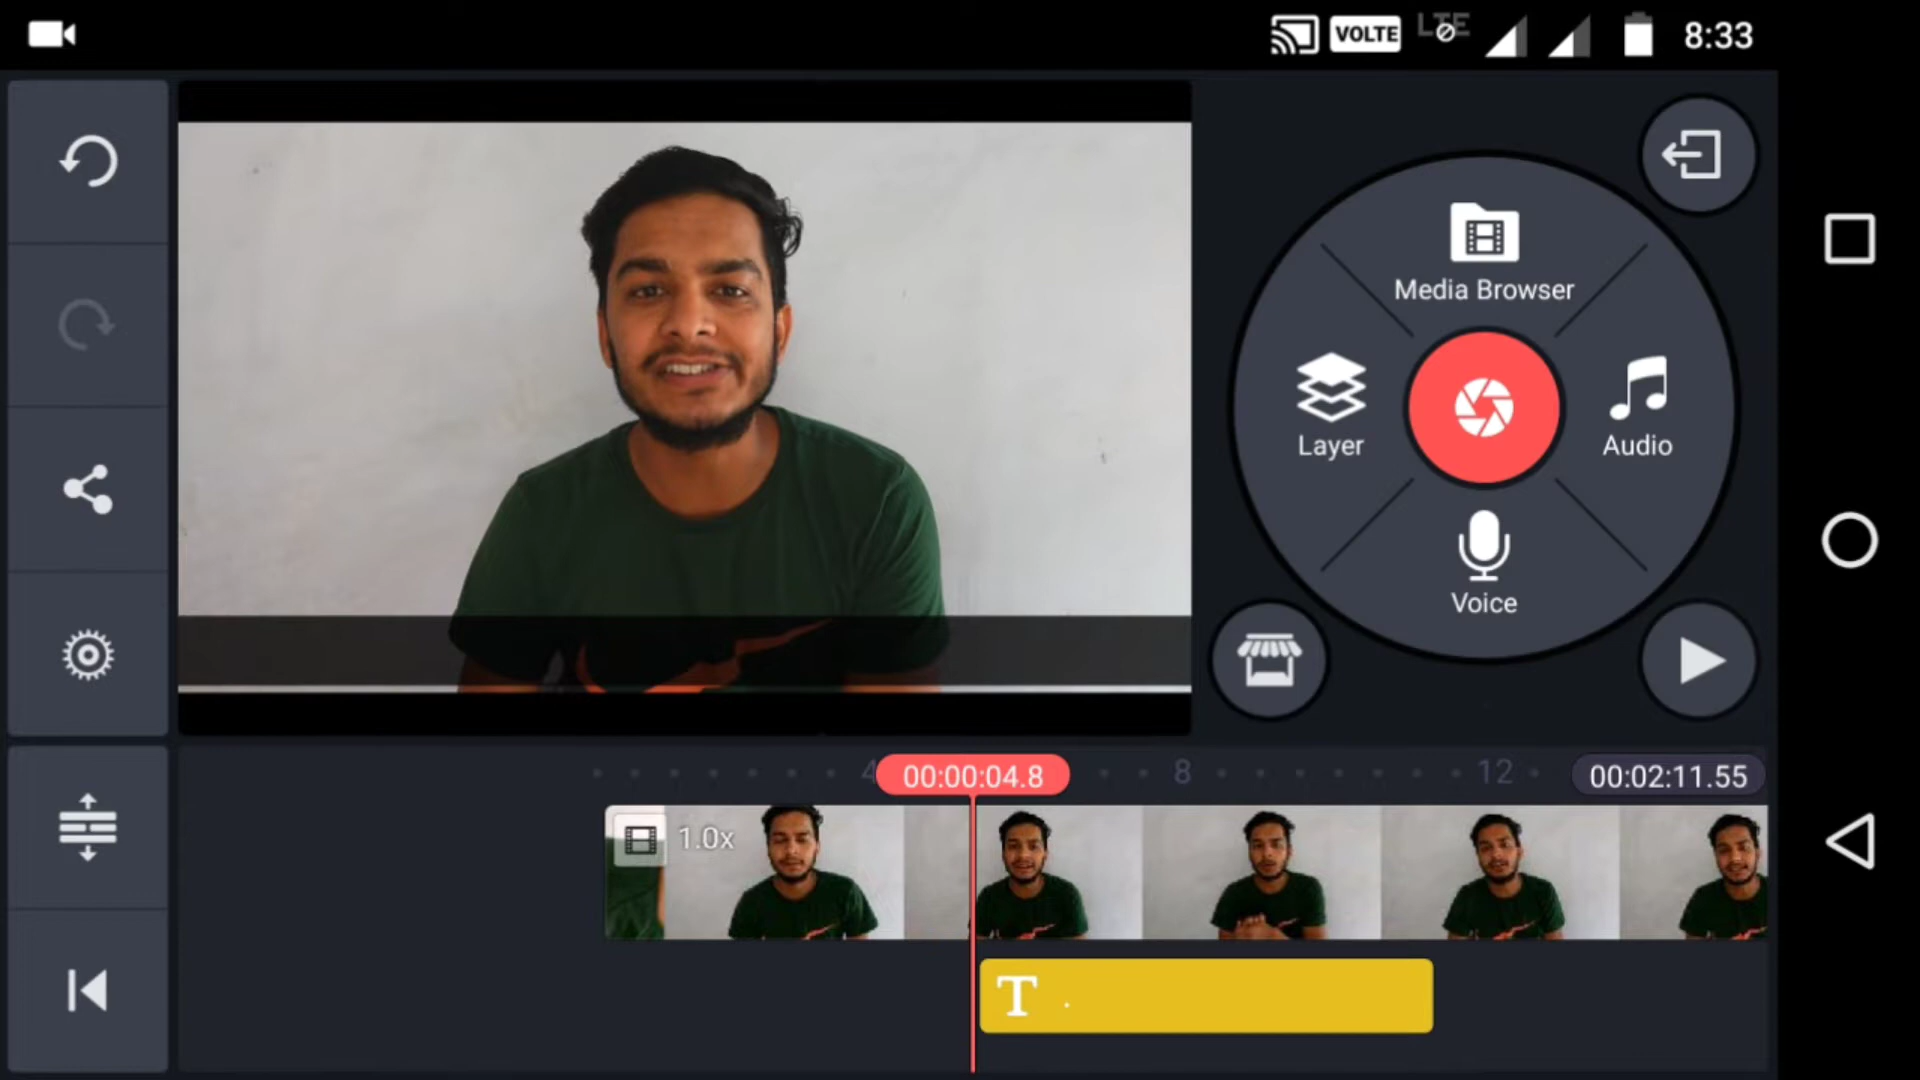 VOLTE LTE 8:33
Media Browser
Layer
Audio
Voice
4 00:00:04.8 8 12 00:02:11.55
1.0x
T .